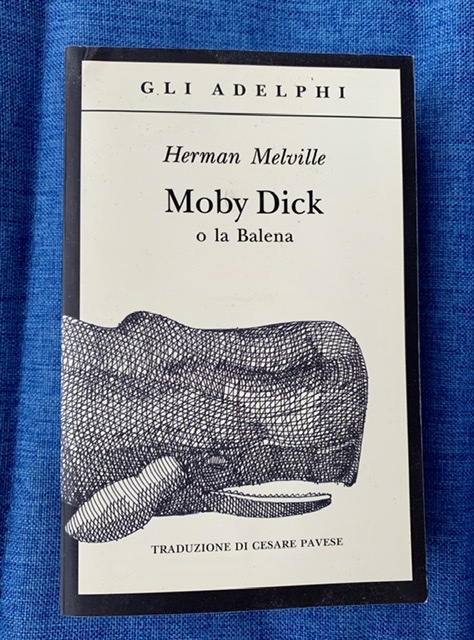 GLI ADELPHI
Herman Melville
Moby Dick
o la Balena
TRADUZIONE DI CESARE PAVESE